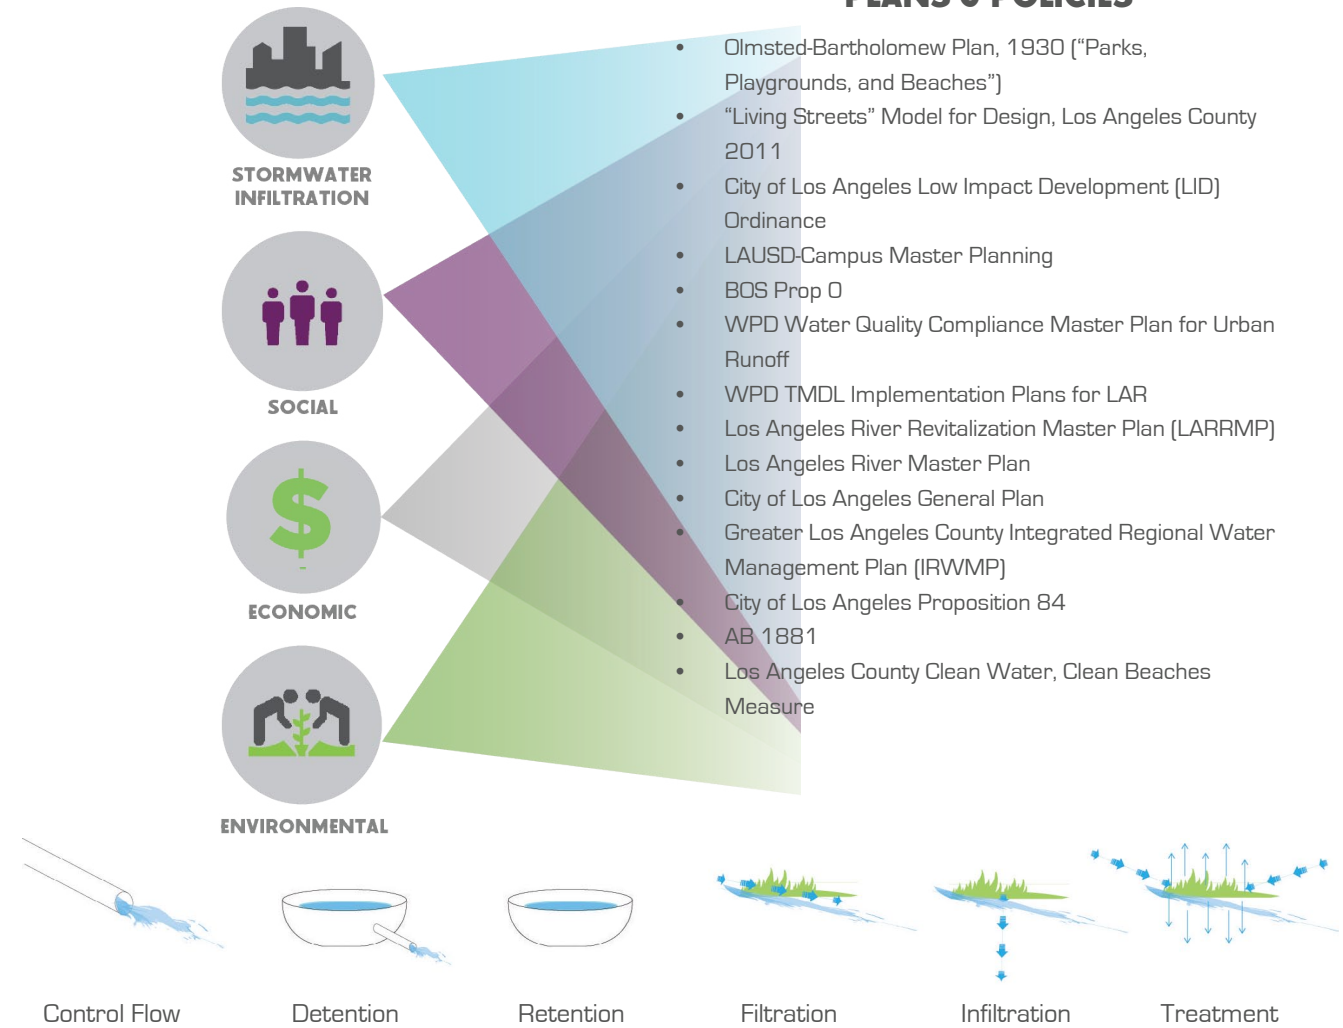 PLANS & POLICIES
STORMWATER
INFILTRATION
SOCIAL
ECONOMIC
ENVIRONMENTAL
• Olmsted-Bartholomew Plan, 1930 (“Parks,
Playgrounds, and Beaches”)
• “Living Streets” Model for Design, Los Angeles County
2011
• City of Los Angeles Low Impact Development (LID)
Ordinance
• LAUSD-Campus Master Planning
• BOS Prop O
• WPD Water Quality Compliance Master Plan for Urban
Runoff
• WPD TMDL Implementation Plans for LAR
• Los Angeles River Revitalization Master Plan (LARRMP)
• Los Angeles River Master Plan
• City of Los Angeles General Plan
• Greater Los Angeles County Integrated Regional Water
Management Plan (IRWMP)
• City of Los Angeles Proposition 84
• AB 1881
• Los Angeles County Clean Water, Clean Beaches
Measure
Control Flow
Detention
Retention
Filtration
Infiltration
Treatment